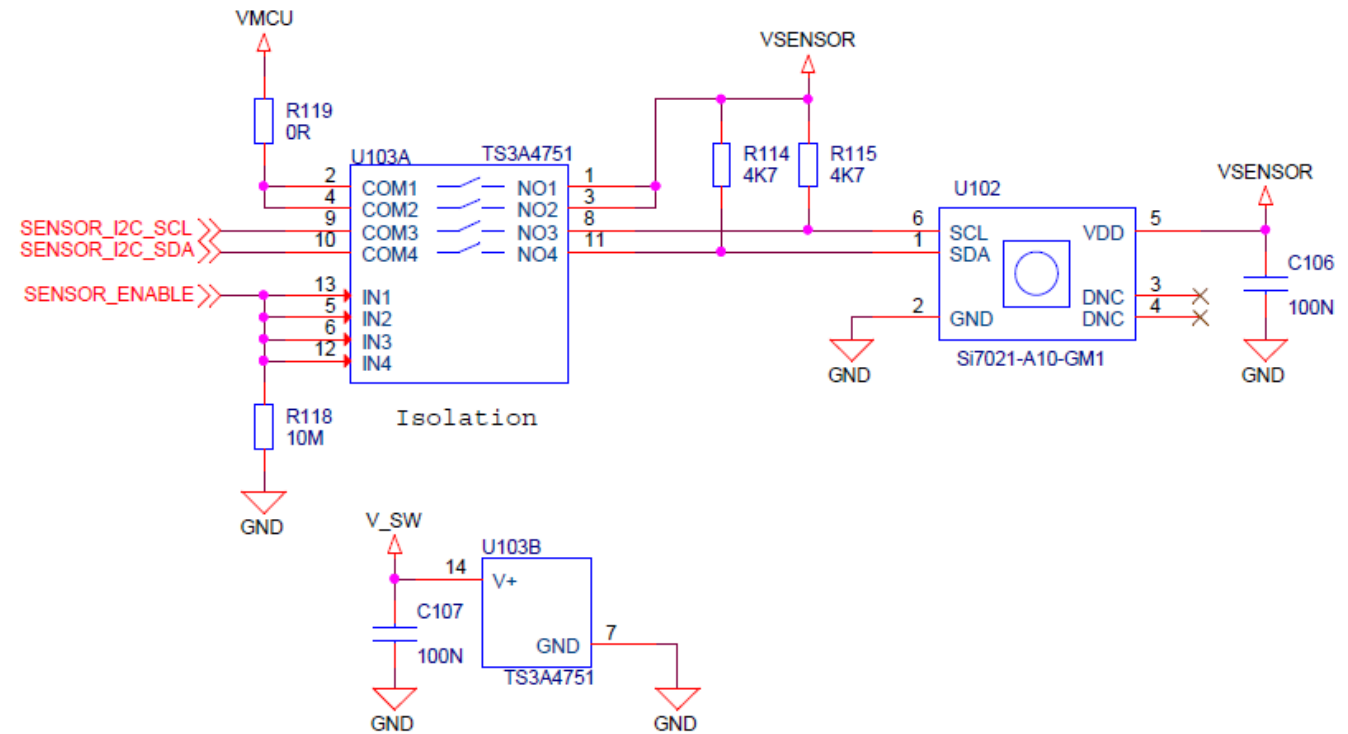 VMCU
VSENSOR
R119
0R
U103A
TS3A4751
R114
4K7
R115
4K7
VSENSOR
U102
2
COM1
NO1
1
4
COM2
NO2
3
SENSOR_I2C_SCL
9
COM3
NO3
8
6
SCL
VDD
5
SENSOR_I2C_SDA
10
COM4
NO4
11
1
SDA
C106
100N
SENSOR_ENABLE
13
IN1
5
IN2
6
IN3
12
IN4
DNC
3
DNC
4
2
GND
GND
Si7021-A10-GM1
GND
R118
10M
Isolation
GND
V_SW
U103B
14
V+
C107
100N
GND
7
TS3A4751
GND
GND